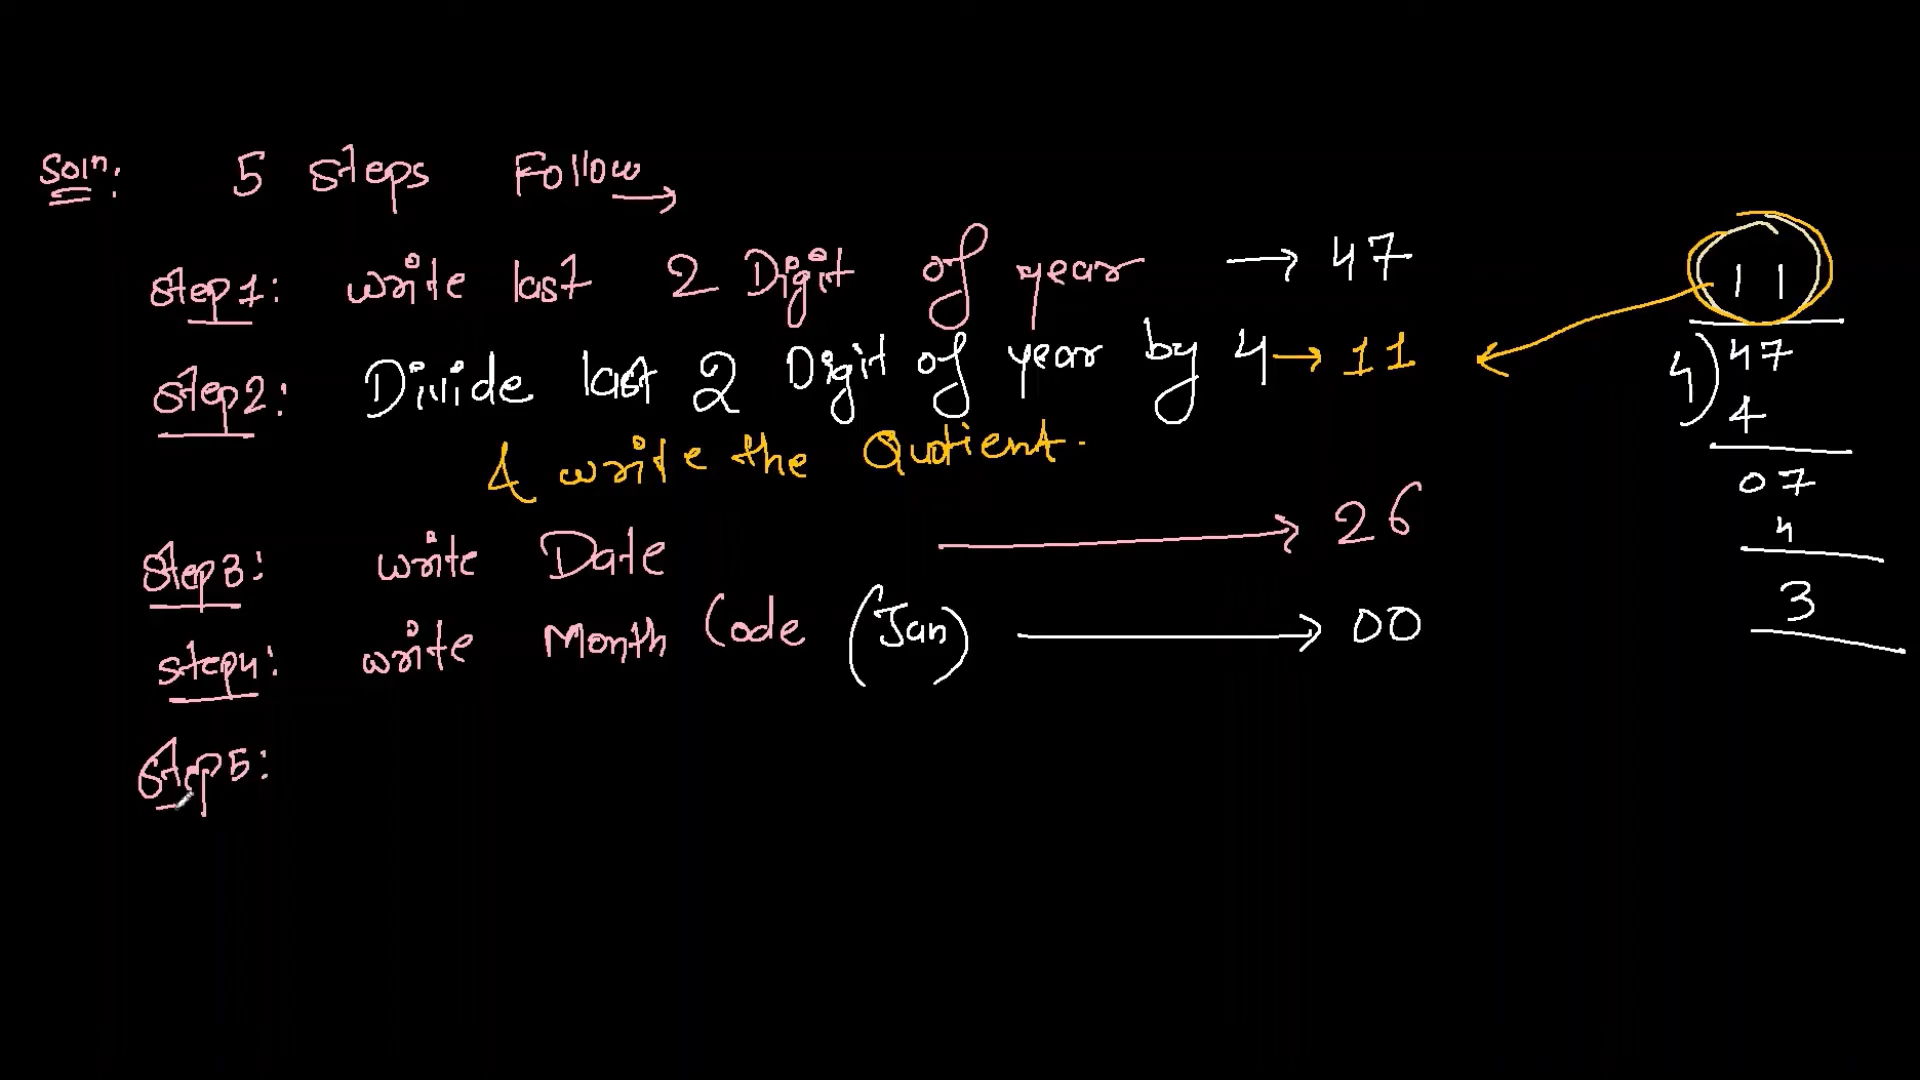 Soln: 5 Steps Follow →
Step1: write last 2 Digit of year → 47
Step2: Divide last 2 Digit of year by 4 → 11
& write the Quotient.
Step3: write Date → 26
Step4: write Month Code (Jan) → 00
Step5:
11
4)47
4
07
4
3